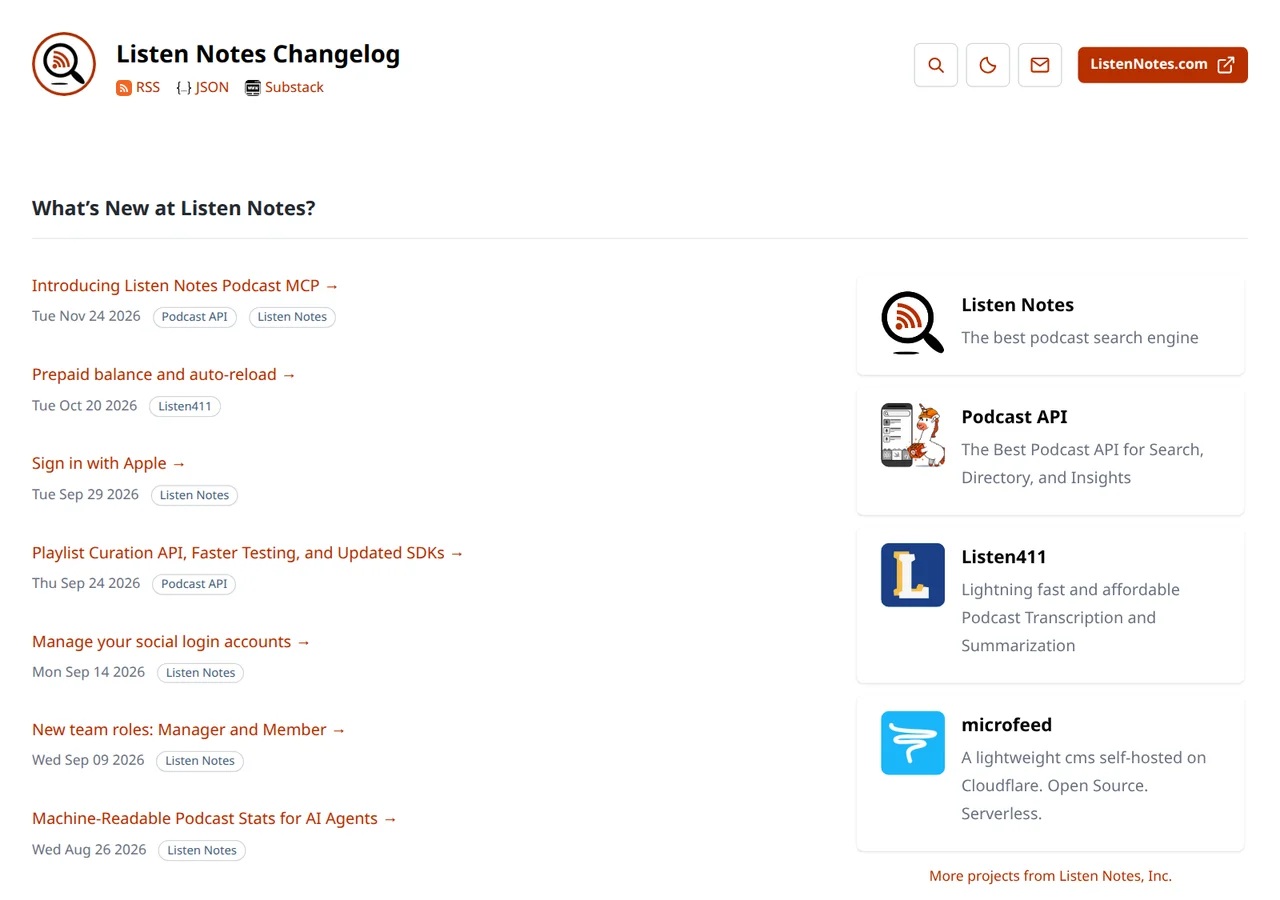 Listen Notes Changelog
RSS
{..} JSON
Substack
ListenNotes.com
What’s New at Listen Notes?
Introducing Listen Notes Podcast MCP →
Tue Nov 24 2026 Podcast API Listen Notes
Prepaid balance and auto-reload →
Tue Oct 20 2026 Listen411
Sign in with Apple →
Tue Sep 29 2026 Listen Notes
Playlist Curation API, Faster Testing, and Updated SDKs →
Thu Sep 24 2026 Podcast API
Manage your social login accounts →
Mon Sep 14 2026 Listen Notes
New team roles: Manager and Member →
Wed Sep 09 2026 Listen Notes
Machine-Readable Podcast Stats for AI Agents →
Wed Aug 26 2026 Listen Notes
Listen Notes
The best podcast search engine
Podcast API
The Best Podcast API for Search,
Directory, and Insights
Listen411
Lightning fast and affordable
Podcast Transcription and
Summarization
microfeed
A lightweight cms self-hosted on
Cloudflare. Open Source.
Serverless.
More projects from Listen Notes, Inc.